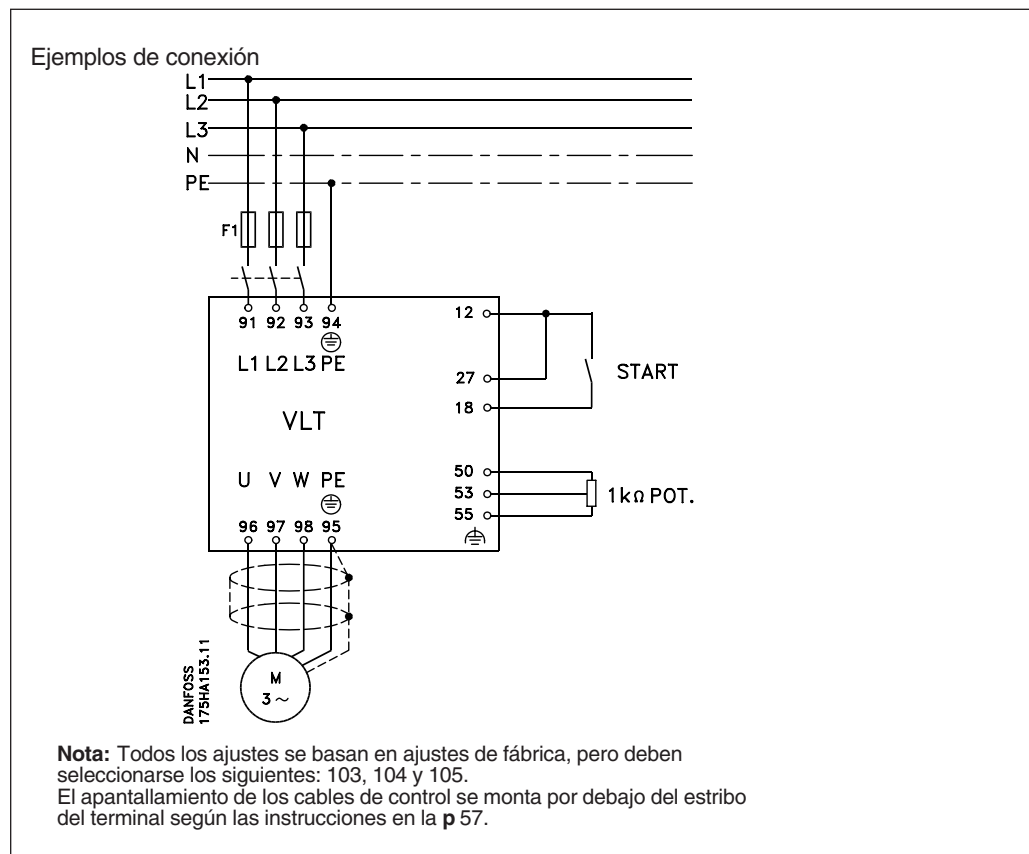 Ejemplos de conexión
L1
L2
L3
N
PE
F1
91 92 93 94
L1 L2 L3 PE
VLT
U V W PE
96 97 98 95
12
27
18
START
50
53
55
1kΩ POT.
M
3~
DANFOSS
175HA153.11
Nota: Todos los ajustes se basan en ajustes de fábrica, pero deben
seleccionarse los siguientes: 103, 104 y 105.
El apantallamiento de los cables de control se monta por debajo del estribo
del terminal según las instrucciones en la p 57.